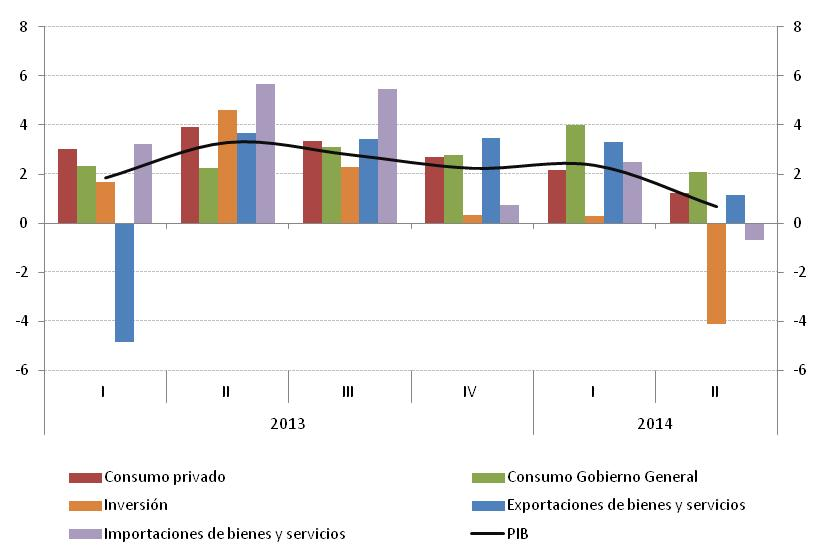 8 8
6 6
4 4
2 2
0 0
-2 -2
-4 -4
-6 -6
I II III IV I II
2013 2014
Consumo privado Consumo Gobierno General
Inversión Exportaciones de bienes y servicios
Importaciones de bienes y servicios PIB